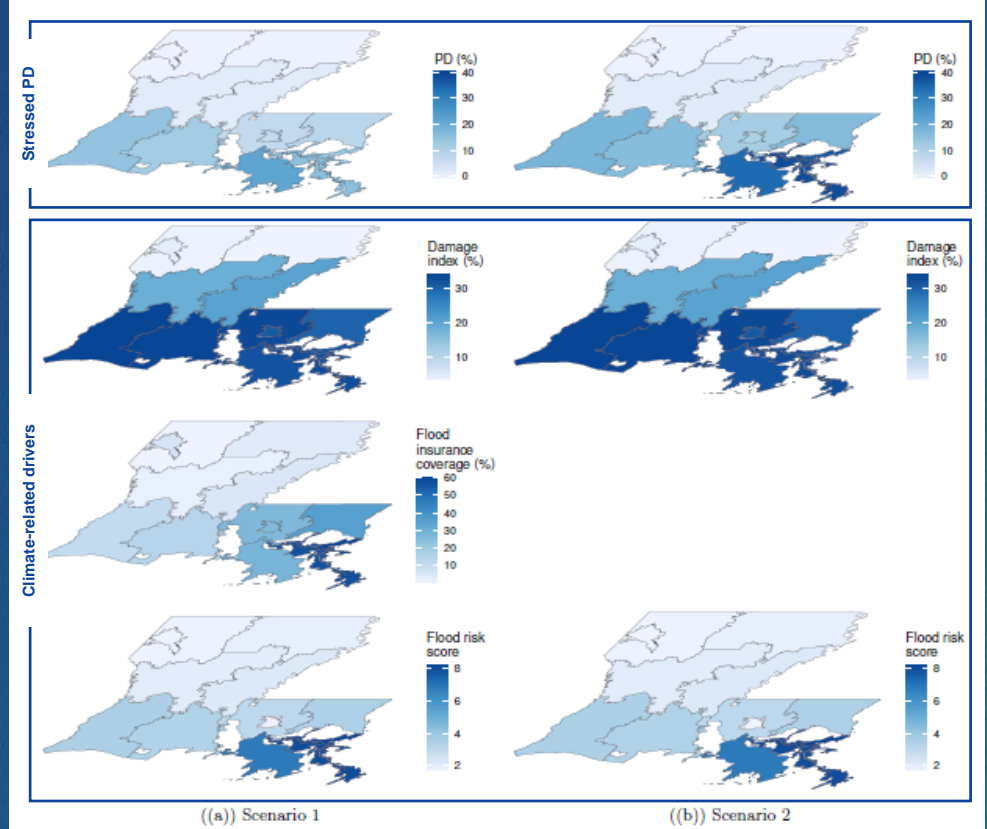 Stressed PD
PD (%)
40
30
20
10
0
PD (%)
40
30
20
10
0
Climate-related drivers
Damage
index (%)
30
20
10
Damage
index (%)
30
20
10
Flood
insurance
coverage (%)
60
50
40
30
20
10
Flood risk
score
8
6
4
2
Flood risk
score
8
6
4
2
((a)) Scenario 1
((b)) Scenario 2